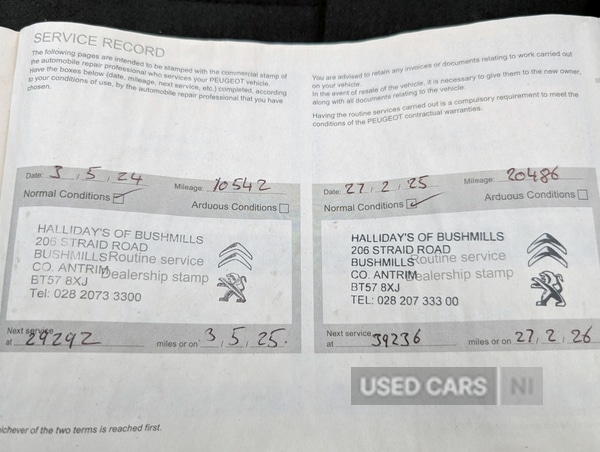 SERVICE RECORD
The following pages are intended to be stamped with the commercial stamp of
the automobile repair professional who services your PEUGEOT vehicle.
Have the boxes below (date, mileage, next service, etc.) completed, according
to your conditions of use, by the automobile repair professional that you have
chosen.
You are advised to retain any invoices or documents relating to work carried out
on your vehicle.
In the event of resale of the vehicle, it is necessary to give them to the new owner,
along with all documents relating to the vehicle.
Having the routine services carried out is a compulsory requirement to meet the
conditions of the PEUGEOT contractual warranties.
Date: 3, 5, 24 Mileage: 10542
Normal Conditions Arduous Conditions
HALLIDAY'S OF BUSHMILLS
206 STRAID ROAD
BUSHMILLS Routine service
CO. ANTRIM Dealership stamp
BT57 8XJ
Tel: 028 2073 3300
Next service
at 29292 miles or on 3, 5, 25.
Date: 27, 2, 25 Mileage: 20486
Normal Conditions Arduous Conditions
HALLIDAY'S OF BUSHMILLS
206 STRAID ROAD
BUSHMILLS Routine service
CO. ANTRIM Dealership stamp
BT57 8XJ
TEL: 028 207 333 00
Next service
at 39236 miles or on 27, 2, 26
USED CARS NI
ichever of the two terms is reached first.